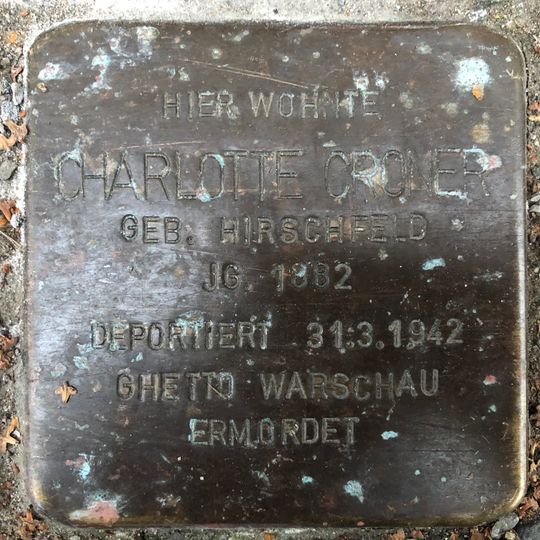 HIER WOHNTE
CHARLOTTE CRONER
GEB. HIRSCHFELD
JG. 1882
DEPORTIERT 31.3.1942
GHETTO WARSCHAU
ERMORDET